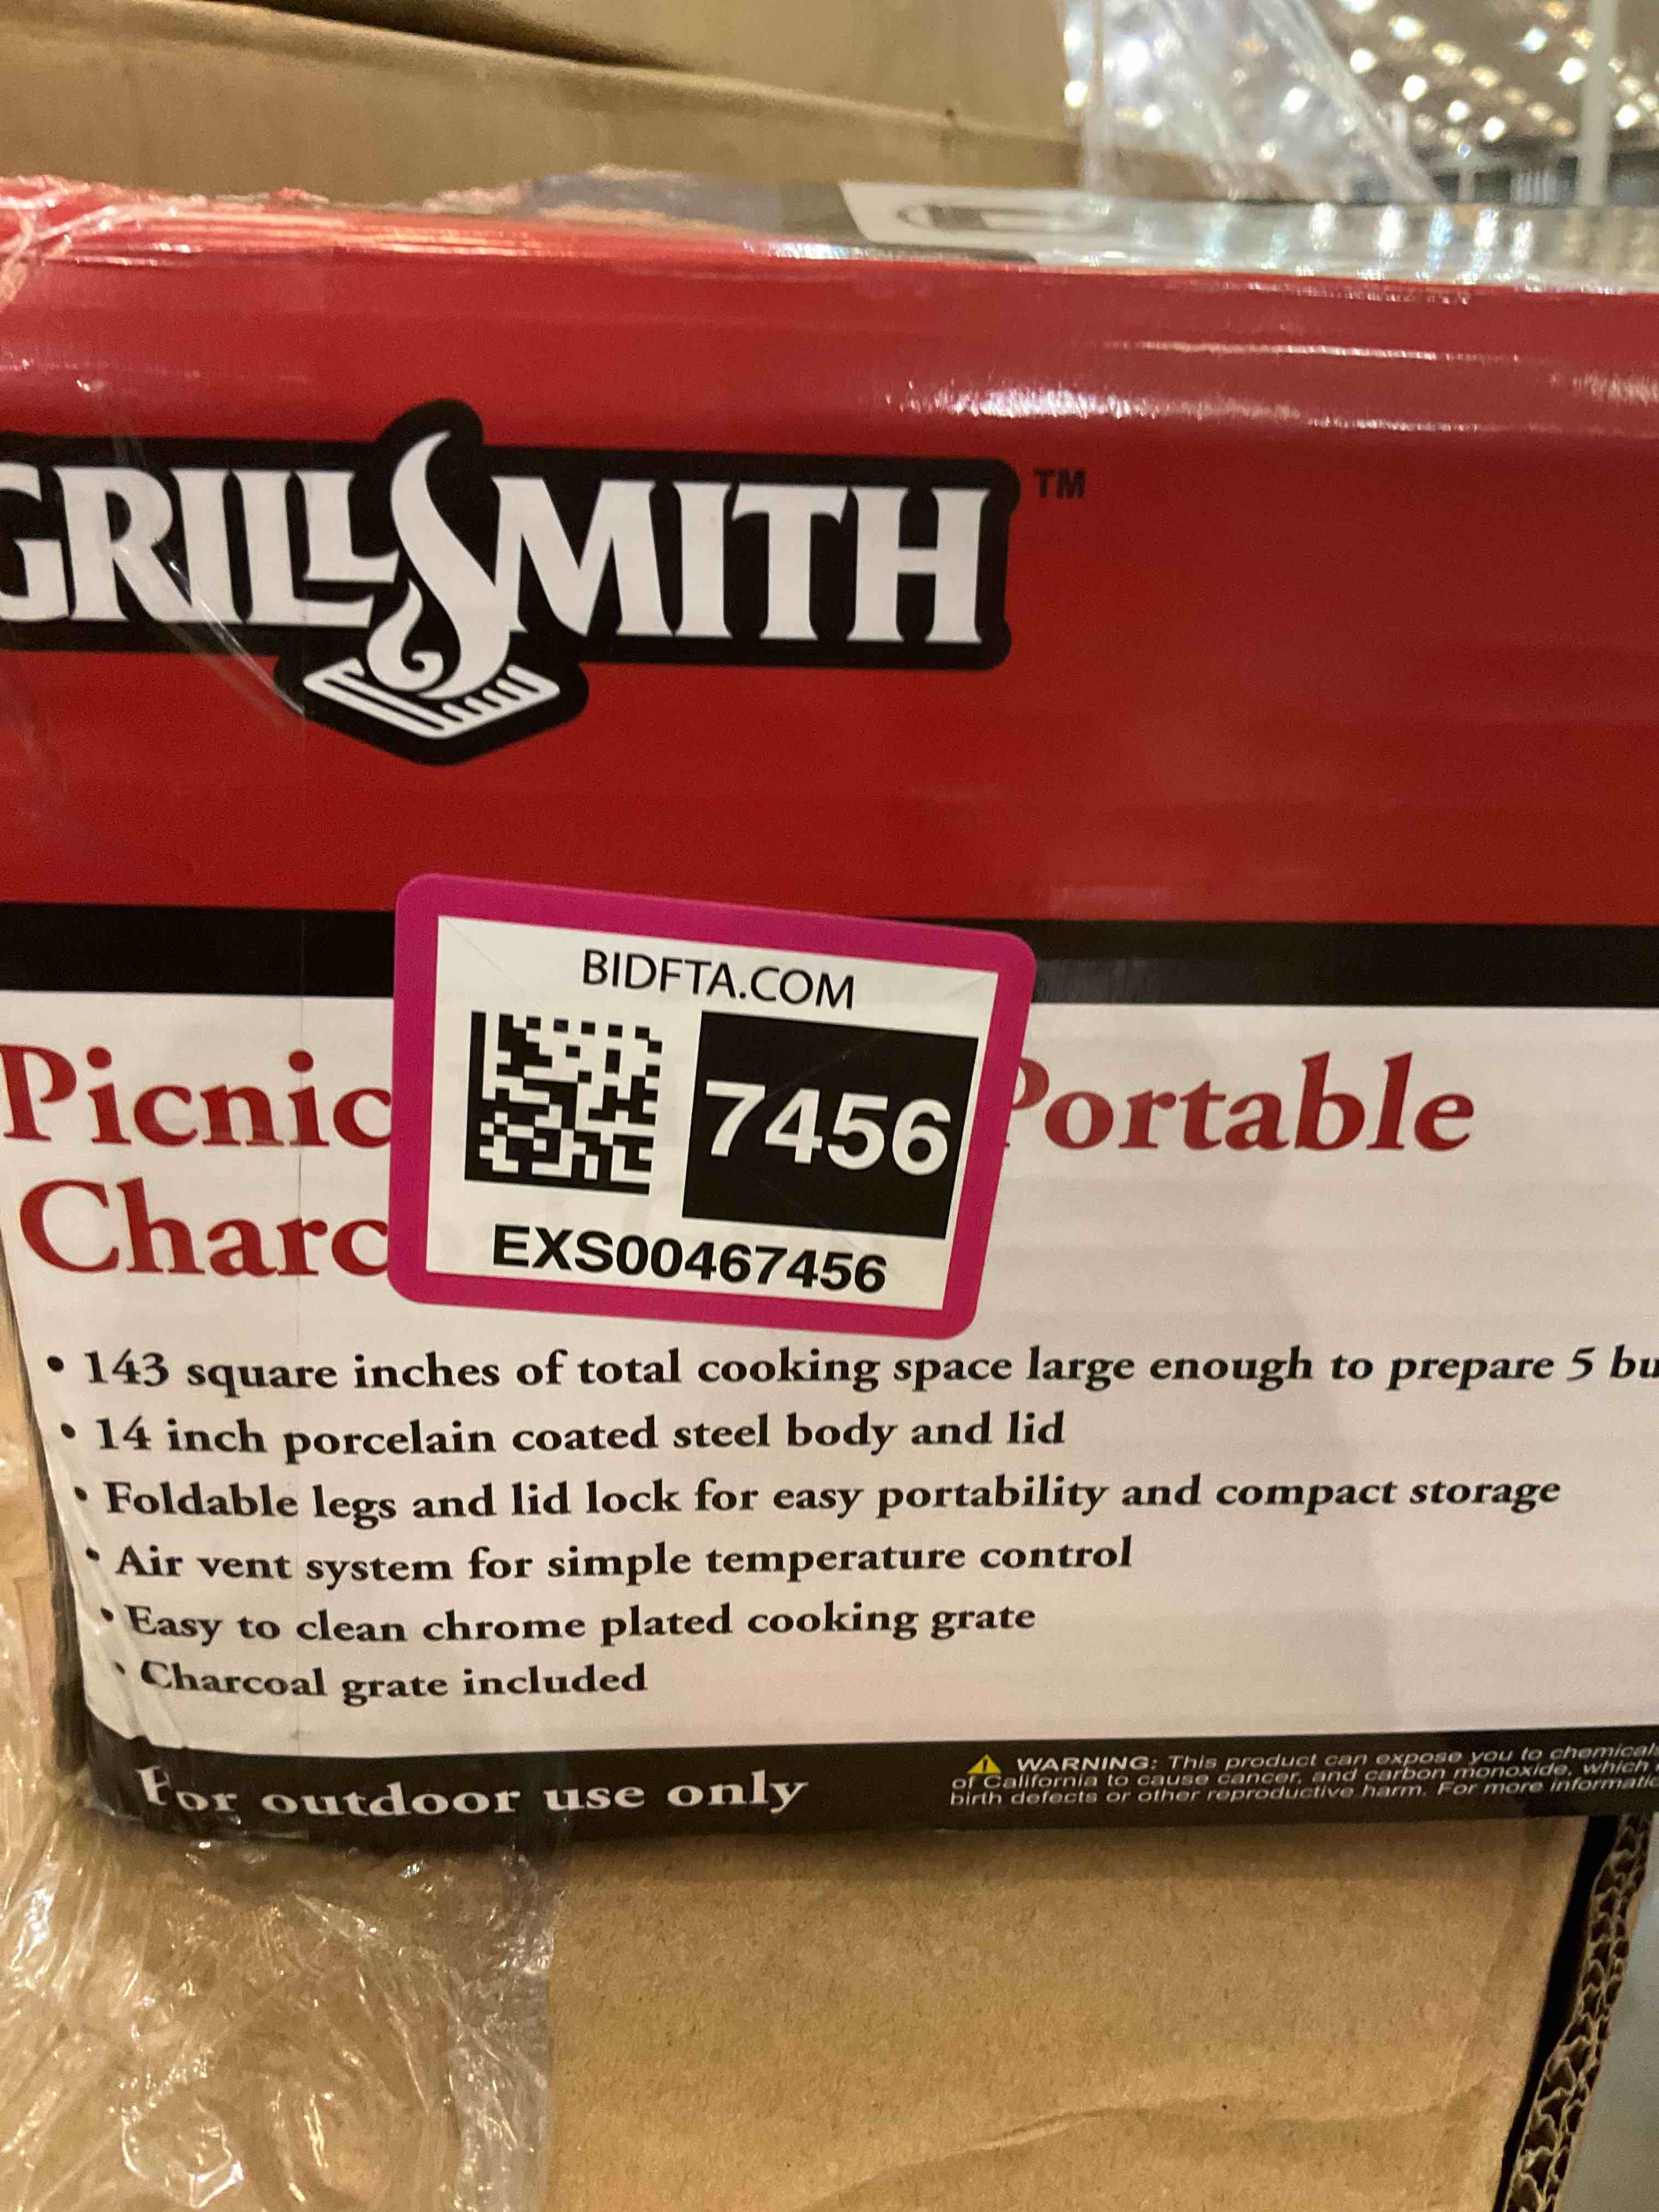 GRILLSMITH™
BIDFTA.COM
7456
EXS00467456
Picnic Portable
Charc
• 143 square inches of total cooking space large enough to prepare 5 bu
• 14 inch porcelain coated steel body and lid
• Foldable legs and lid lock for easy portability and compact storage
• Air vent system for simple temperature control
• Easy to clean chrome plated cooking grate
• Charcoal grate included
For outdoor use only
WARNING: This product can expose you to chemicals
of California to cause cancer, and carbon monoxide, which
birth defects or other reproductive harm. For more informatio